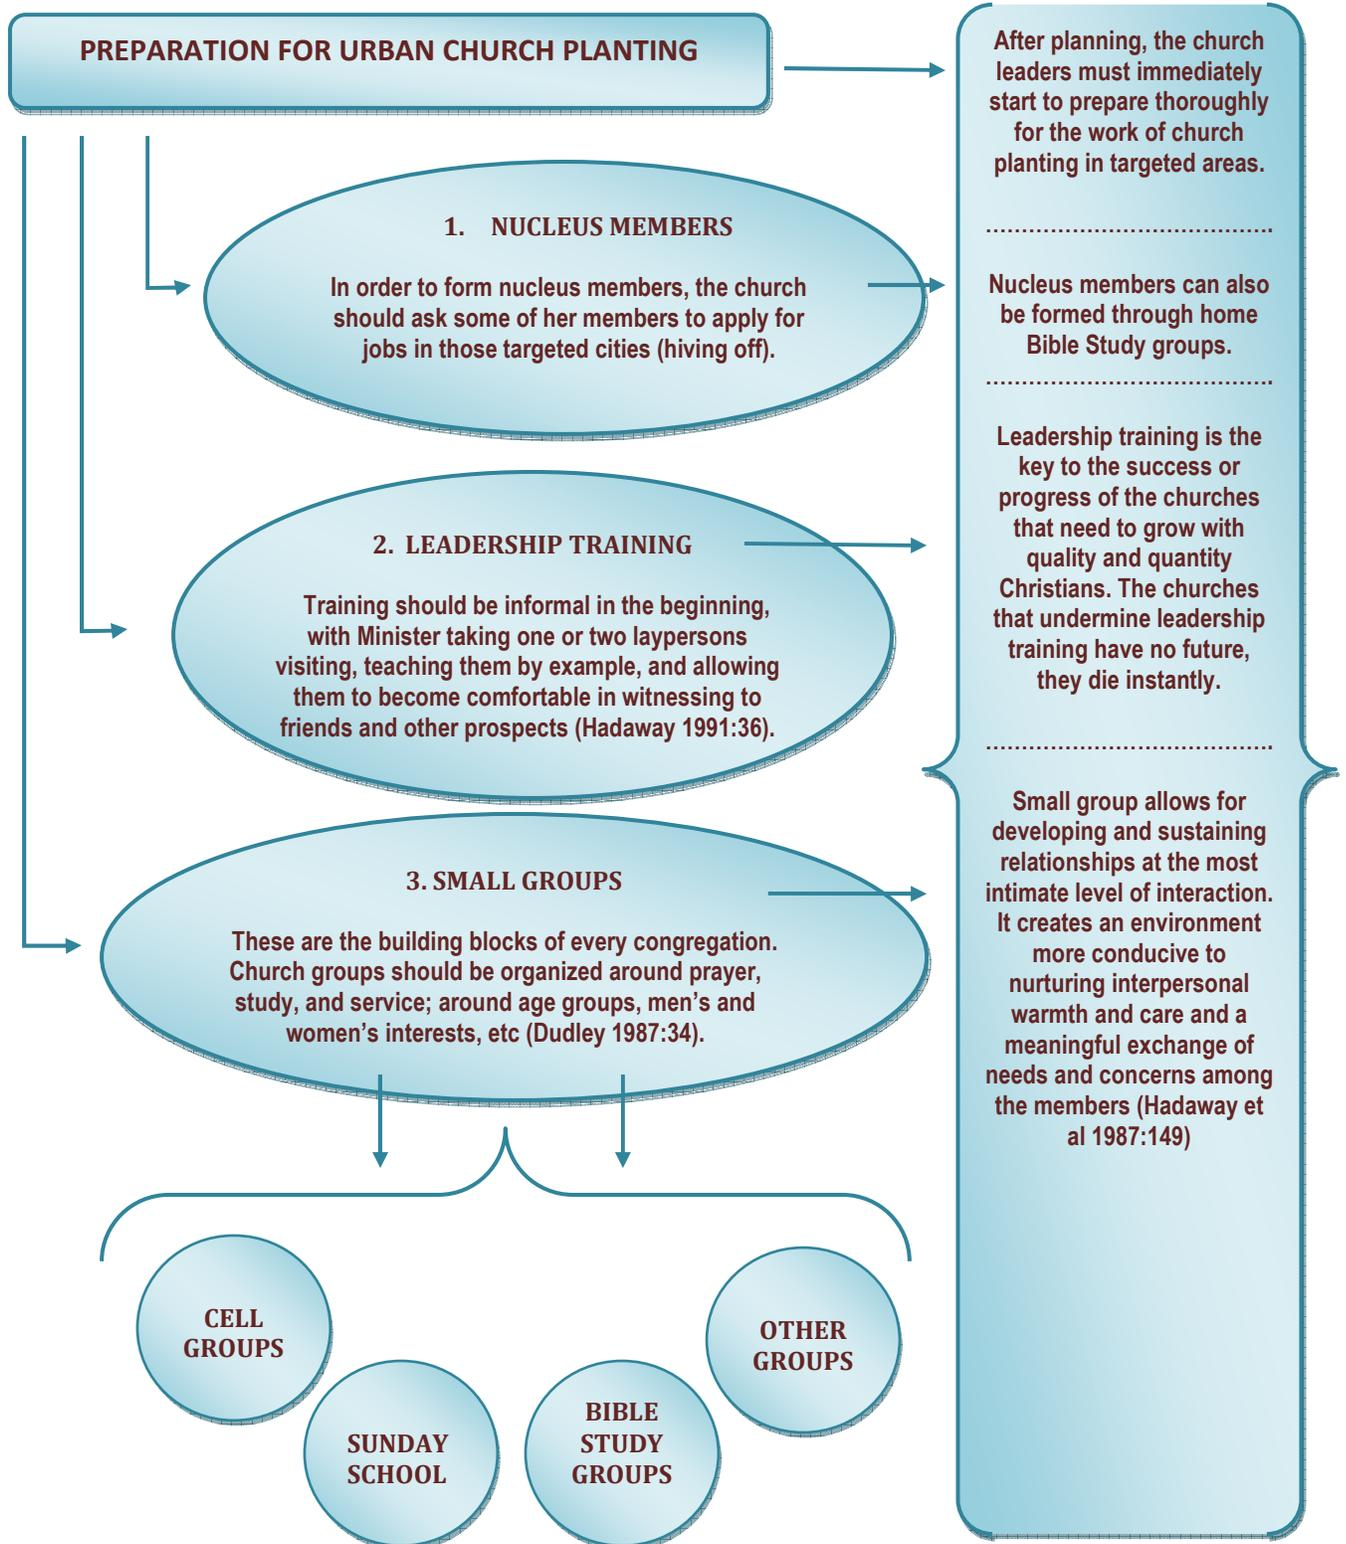 PREPARATION FOR URBAN CHURCH PLANTING
After planning, the church
leaders must immediately
start to prepare thoroughly
for the work of church
planting in targeted areas.
……………………………………
1. NUCLEUS MEMBERS
In order to form nucleus members, the church
should ask some of her members to apply for
jobs in those targeted cities (hiving off).
Nucleus members can also
be formed through home
Bible Study groups.
……………………………………
2. LEADERSHIP TRAINING
Training should be informal in the beginning,
with Minister taking one or two laypersons
visiting, teaching them by example, and allowing
them to become comfortable in witnessing to
friends and other prospects (Hadaway 1991:36).
Leadership training is the
key to the success or
progress of the churches
that need to grow with
quality and quantity
Christians. The churches
that undermine leadership
training have no future,
they die instantly.
……………………………………
3. SMALL GROUPS
These are the building blocks of every congregation.
Church groups should be organized around prayer,
study, and service; around age groups, men’s and
women’s interests, etc (Dudley 1987:34).
Small group allows for
developing and sustaining
relationships at the most
intimate level of interaction.
It creates an environment
more conducive to
nurturing interpersonal
warmth and care and a
meaningful exchange of
needs and concerns among
the members (Hadaway et
al 1987:149)
CELL
GROUPS
SUNDAY
SCHOOL
BIBLE
STUDY
GROUPS
OTHER
GROUPS